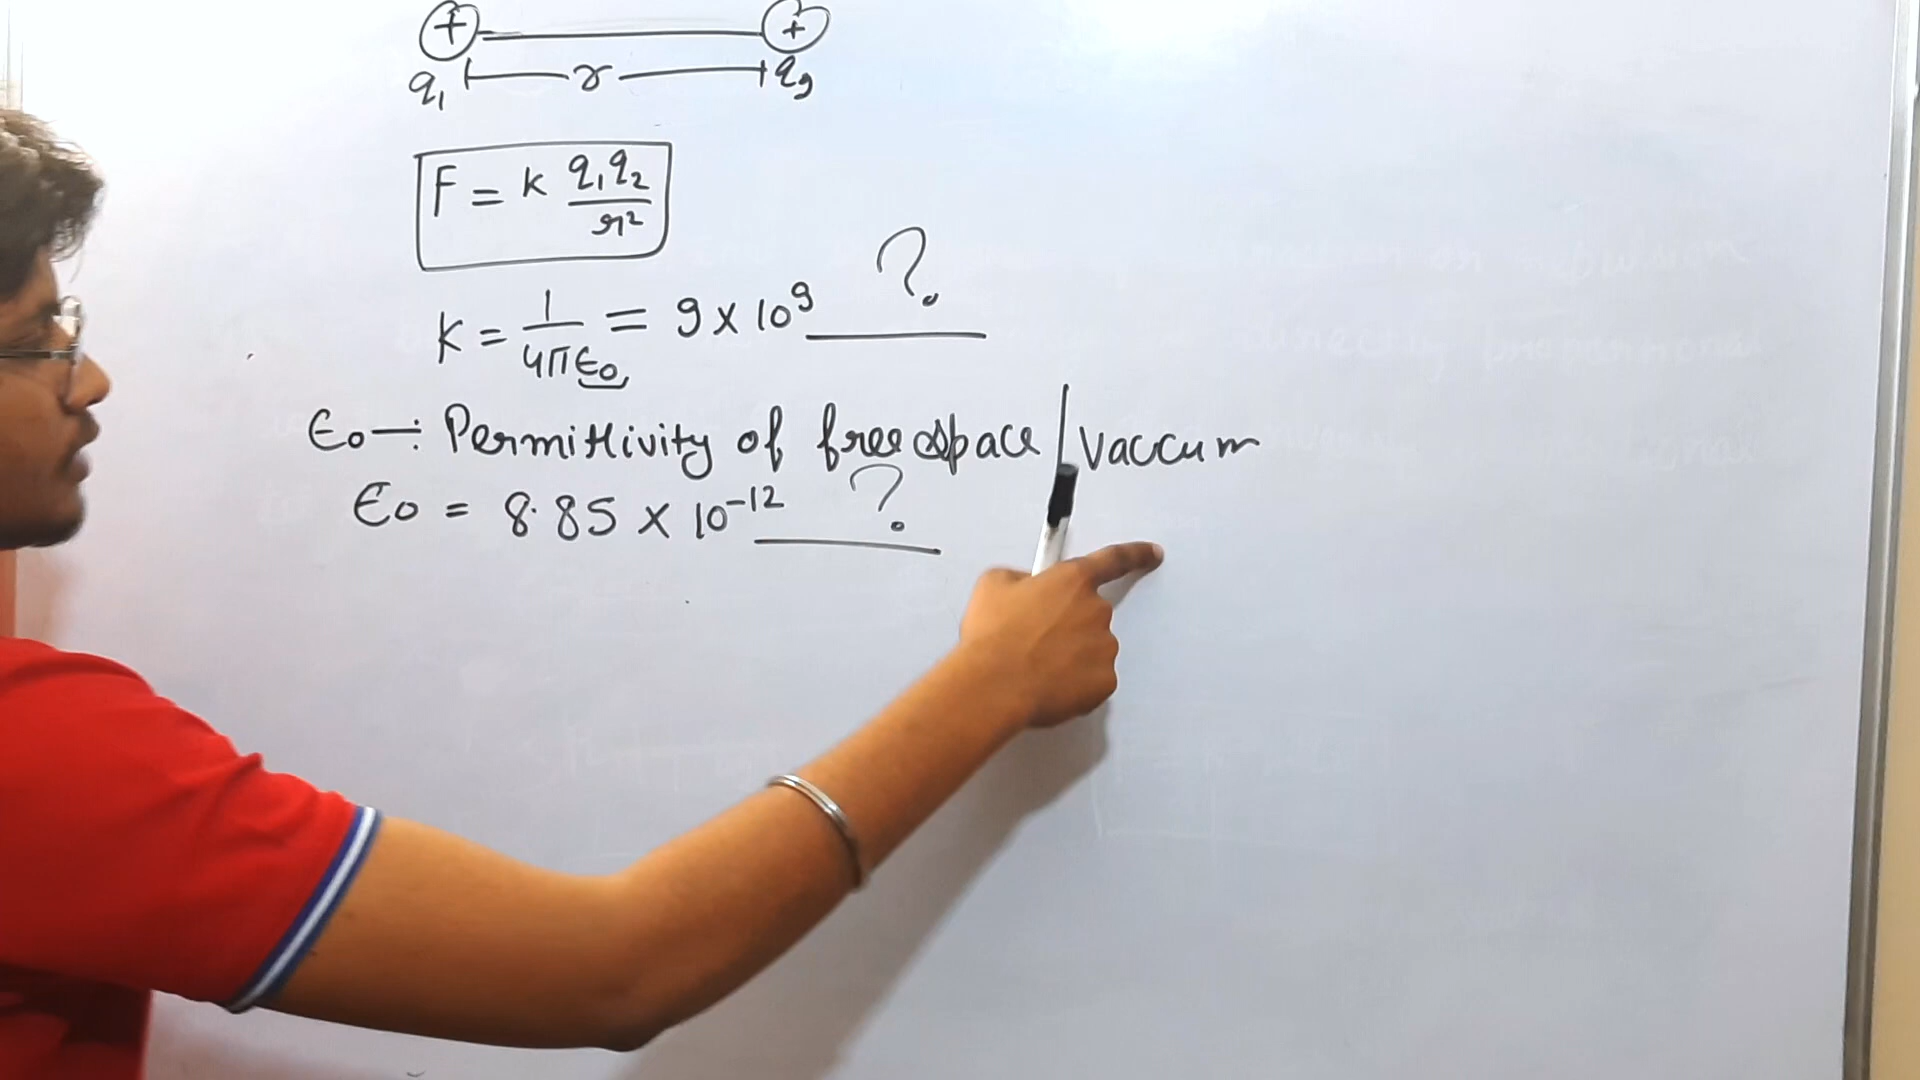 + +
q₁ r q₂
F = k q₁q₂ / r²
K = 1 / 4πε₀ = 9 x 10⁹ ?
ε₀ —: Permittivity of free space / vaccum
ε₀ = 8.85 x 10⁻¹² ?